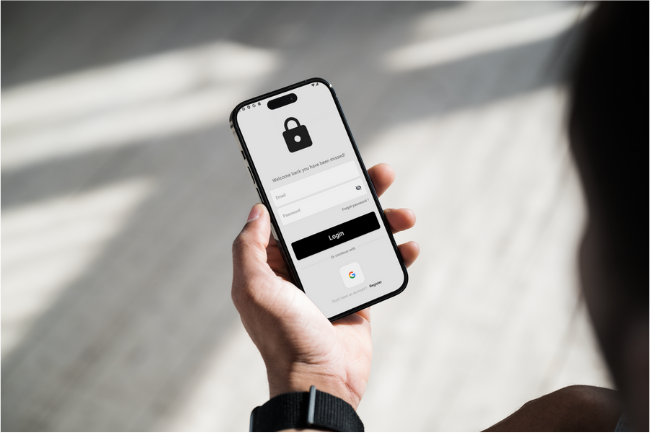 Welcome back you have been missed!
Email
Password
Forgot password ?
Login
Or continue with
G
Don't have an account? Register